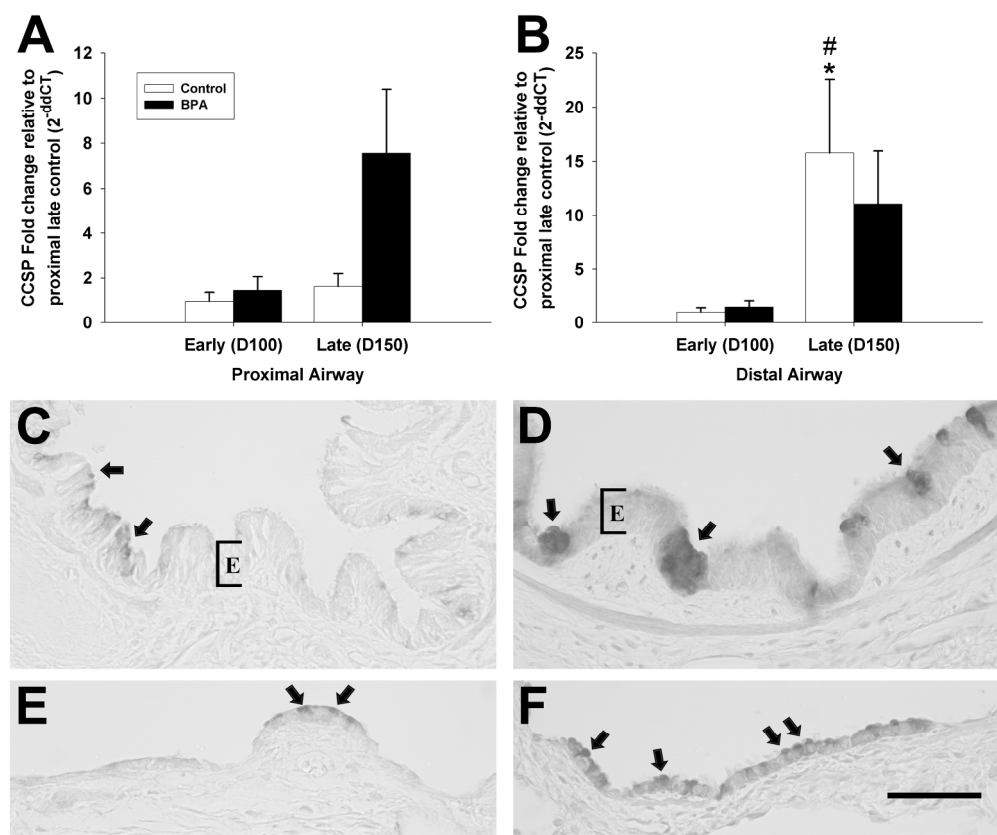 A
CCSP Fold change relative to
proximal late control (2^-ddCT)
12
10
8
6
4
2
0
Control
BPA
Early (D100)
Late (D150)
Proximal Airway
B
CCSP Fold change relative to
proximal late control (2^-ddCT)
25
20
15
10
5
0
#
*
Early (D100)
Late (D150)
Distal Airway
C
E
D
E
E
F